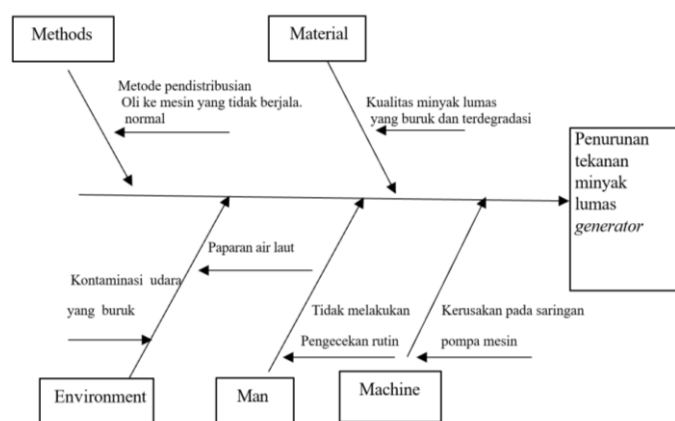 Methods
Material
Metode pendistribusian
Oli ke mesin yang tidak berjala.
normal
Kualitas minyak lumas
yang buruk dan terdegradasi
Penurunan
tekanan
minyak
lumas
generator
Paparan air laut
Kontaminasi udara
yang buruk
Tidak melakukan
Pengecekan rutin
Kerusakan pada saringan
pompa mesin
Environment
Man
Machine